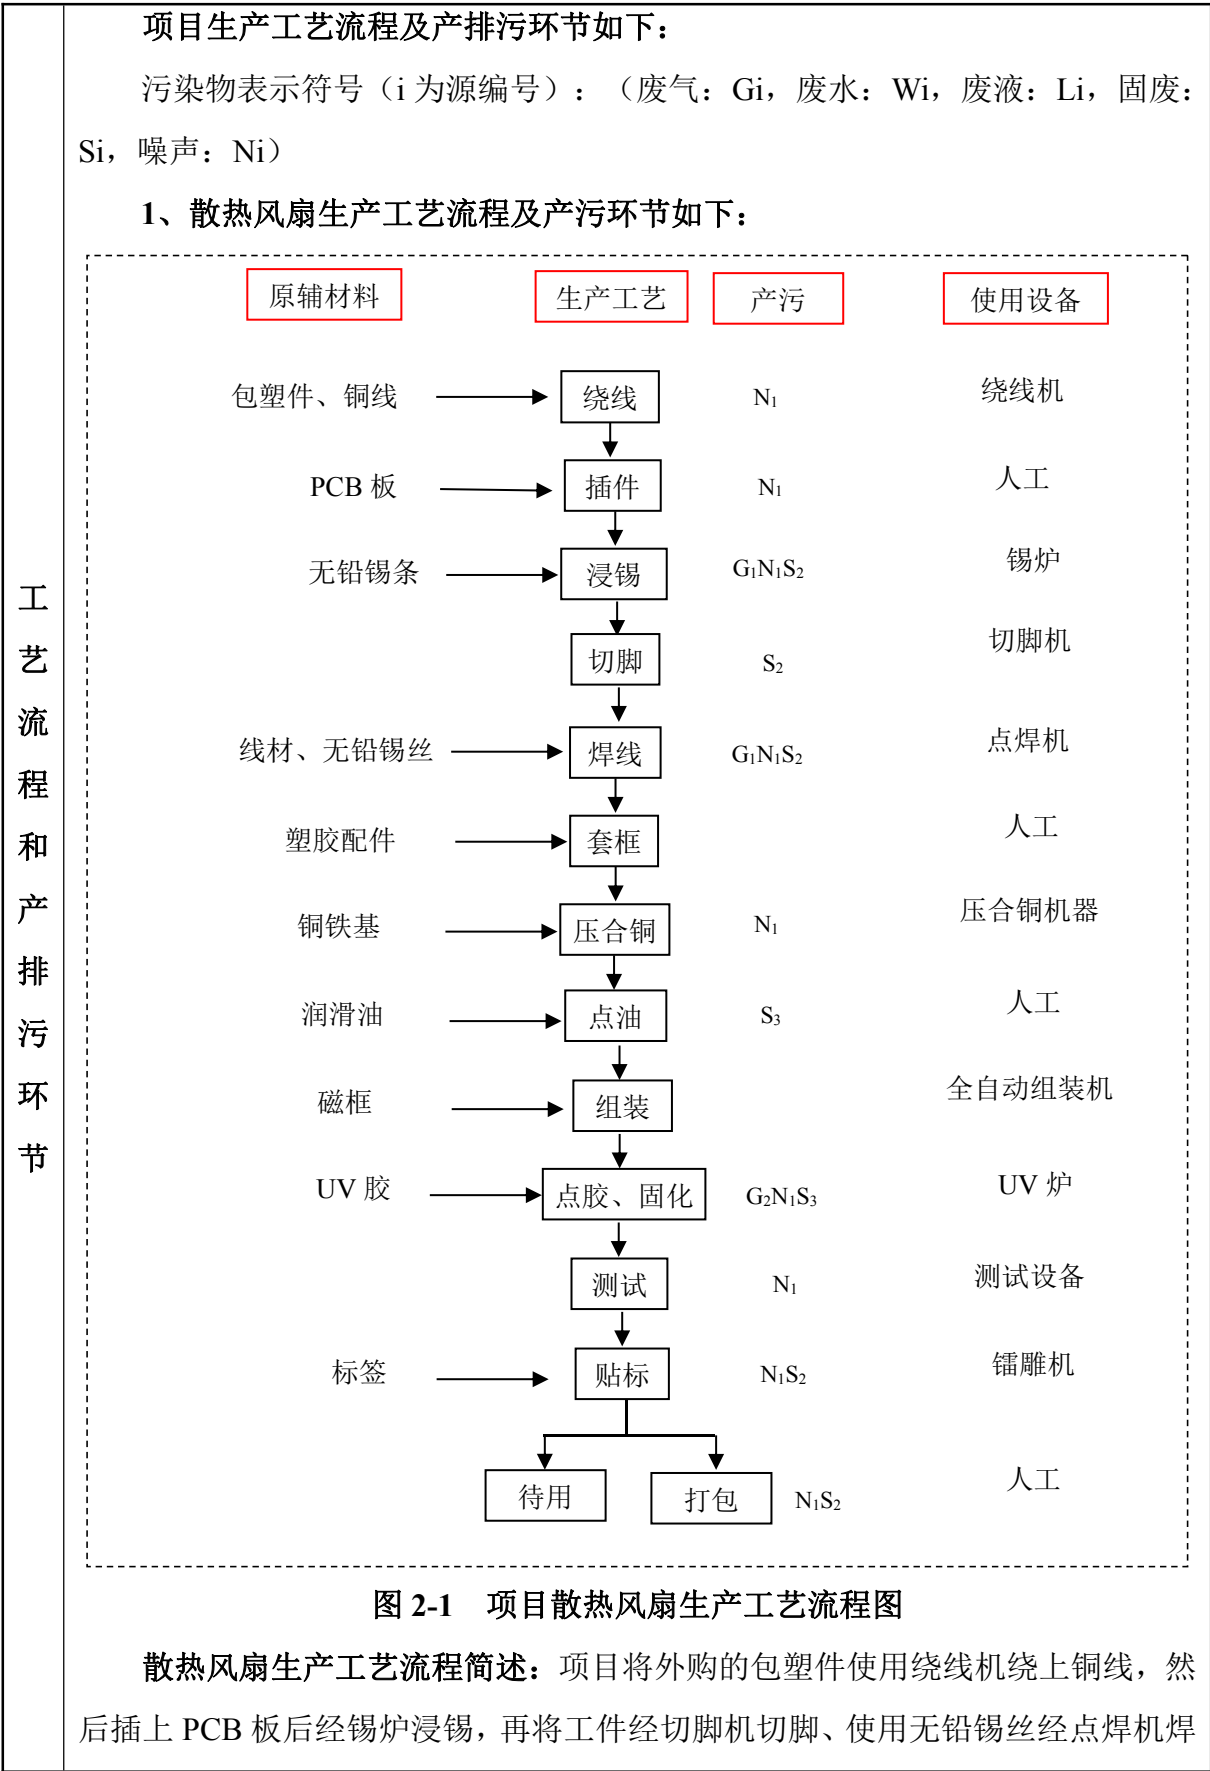 项目生产工艺流程及产排污环节如下：
污染物表示符号（i 为源编号）：（废气：Gi，废水：Wi，废液：Li，固废：
Si，噪声：Ni）
1、散热风扇生产工艺流程及产污环节如下：
原辅材料 生产工艺 产污 使用设备
包塑件、铜线 绕线 N₁ 绕线机
PCB 板 插件 N₁ 人工
无铅锡条 浸锡 G₁N₁S₂ 锡炉
切脚 S₂ 切脚机
线材、无铅锡丝 焊线 G₁N₁S₂ 点焊机
塑胶配件 套框 人工
铜铁基 压合铜 N₁ 压合铜机器
润滑油 点油 S₃ 人工
磁框 组装 全自动组装机
UV 胶 点胶、固化 G₂N₁S₃ UV 炉
测试 N₁ 测试设备
标签 贴标 N₁S₂ 镭雕机
待用 打包 N₁S₂ 人工
图 2-1 项目散热风扇生产工艺流程图
散热风扇生产工艺流程简述：项目将外购的包塑件使用绕线机绕上铜线，然
后插上 PCB 板后经锡炉浸锡，再将工件经切脚机切脚、使用无铅锡丝经点焊机焊
工艺流程和产排污环节